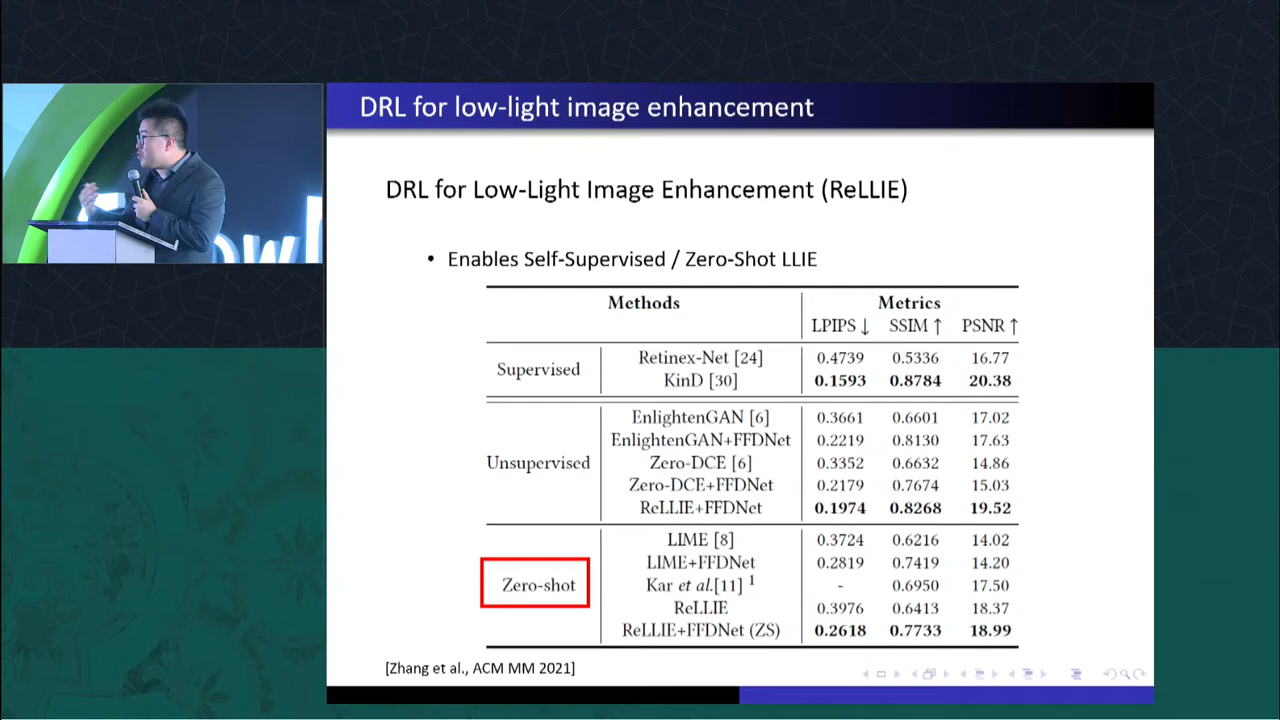 DRL for low-light image enhancement
DRL for Low-Light Image Enhancement (ReLLIE)
• Enables Self-Supervised / Zero-Shot LLIE
Methods Metrics
LPIPS ↓ SSIM ↑ PSNR ↑
Supervised
Retinex-Net [24] 0.4739 0.5336 16.77
KinD [30] 0.1593 0.8784 20.38
Unsupervised
EnlightenGAN [6] 0.3661 0.6601 17.02
EnlightenGAN+FFDNet 0.2219 0.8130 17.63
Zero-DCE [6] 0.3352 0.6632 14.86
Zero-DCE+FFDNet 0.2179 0.7674 15.03
ReLLIE+FFDNet 0.1974 0.8268 19.52
Zero-shot
LIME [8] 0.3724 0.6216 14.02
LIME+FFDNet 0.2819 0.7419 14.20
Kar et al.[11] 1 - 0.6950 17.50
ReLLIE 0.3976 0.6413 18.37
ReLLIE+FFDNet (ZS) 0.2618 0.7733 18.99
[Zhang et al., ACM MM 2021]